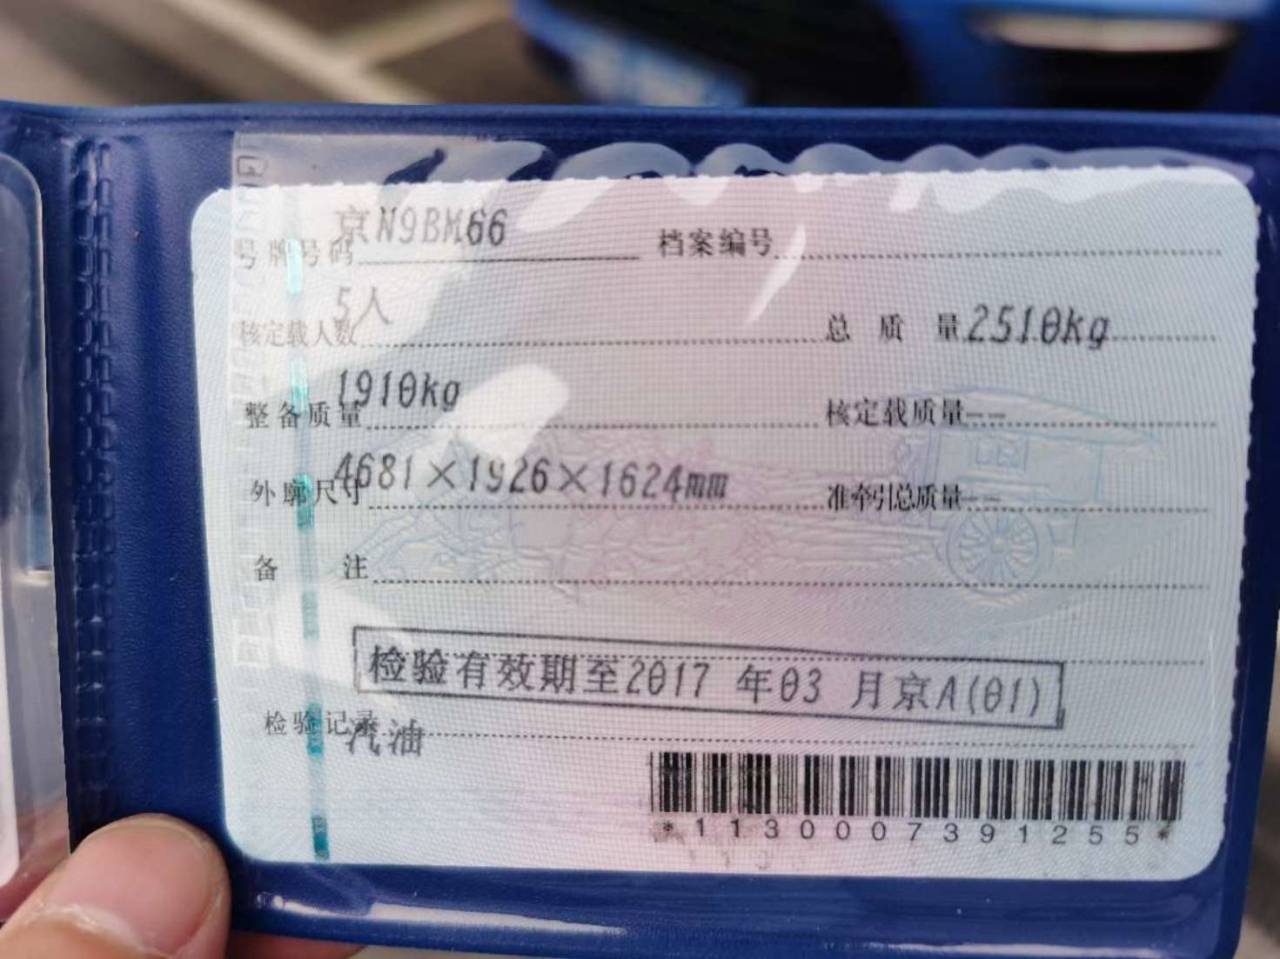 号牌号码 京N9BM66 档案编号
核定载人数 5人 总质量 2510kg
整备质量 1910kg 核定载质量 --
外廓尺寸 4681×1926×1624mm 准牵引总质量 --
备注
检验有效期至2017年03月京A(01)
检验记录 汽油
*1130007391255*